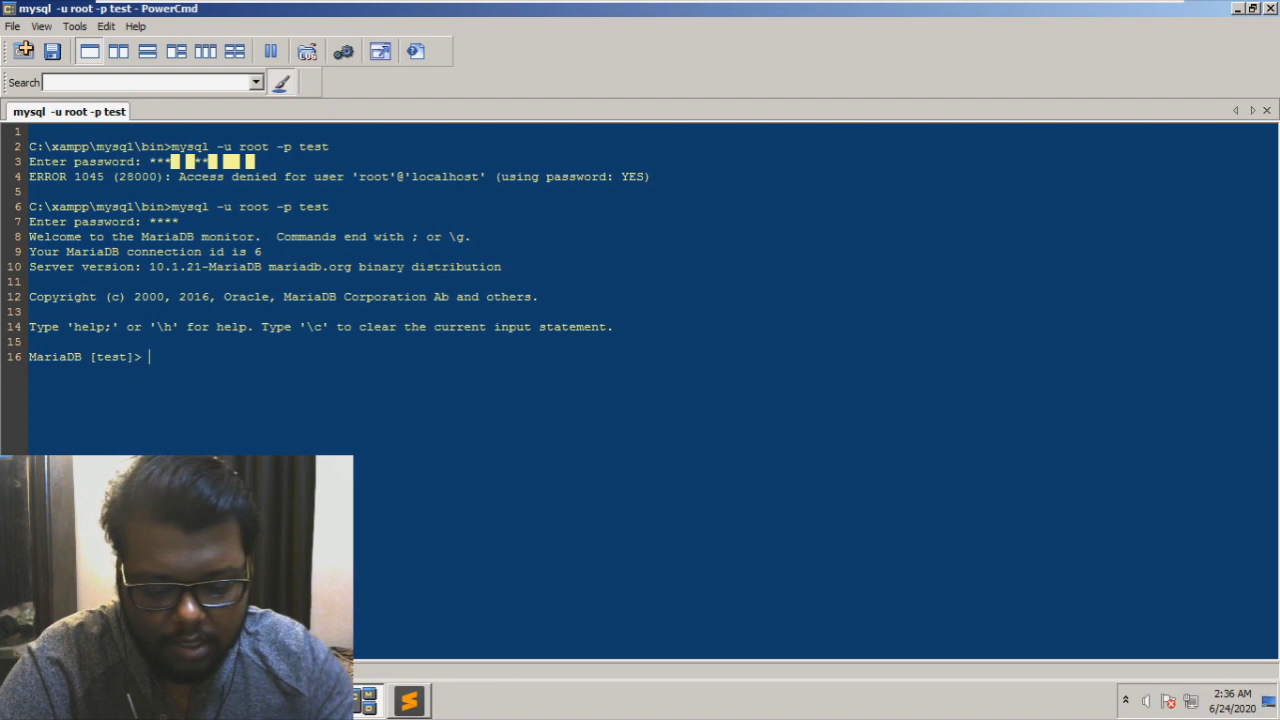 mysql -u root -p test - PowerCmd
File View Tools Edit Help
Search
mysql -u root -p test
1
2 C:\xampp\mysql\bin>mysql -u root -p test
3 Enter password: *****
4 ERROR 1045 (28000): Access denied for user 'root'@'localhost' (using password: YES)
5
6 C:\xampp\mysql\bin>mysql -u root -p test
7 Enter password: ****
8 Welcome to the MariaDB monitor.  Commands end with ; or \g.
9 Your MariaDB connection id is 6
10 Server version: 10.1.21-MariaDB mariadb.org binary distribution
11
12 Copyright (c) 2000, 2016, Oracle, MariaDB Corporation Ab and others.
13
14 Type 'help;' or '\h' for help. Type '\c' to clear the current input statement.
15
16 MariaDB [test]>
2:36 AM
6/24/2020